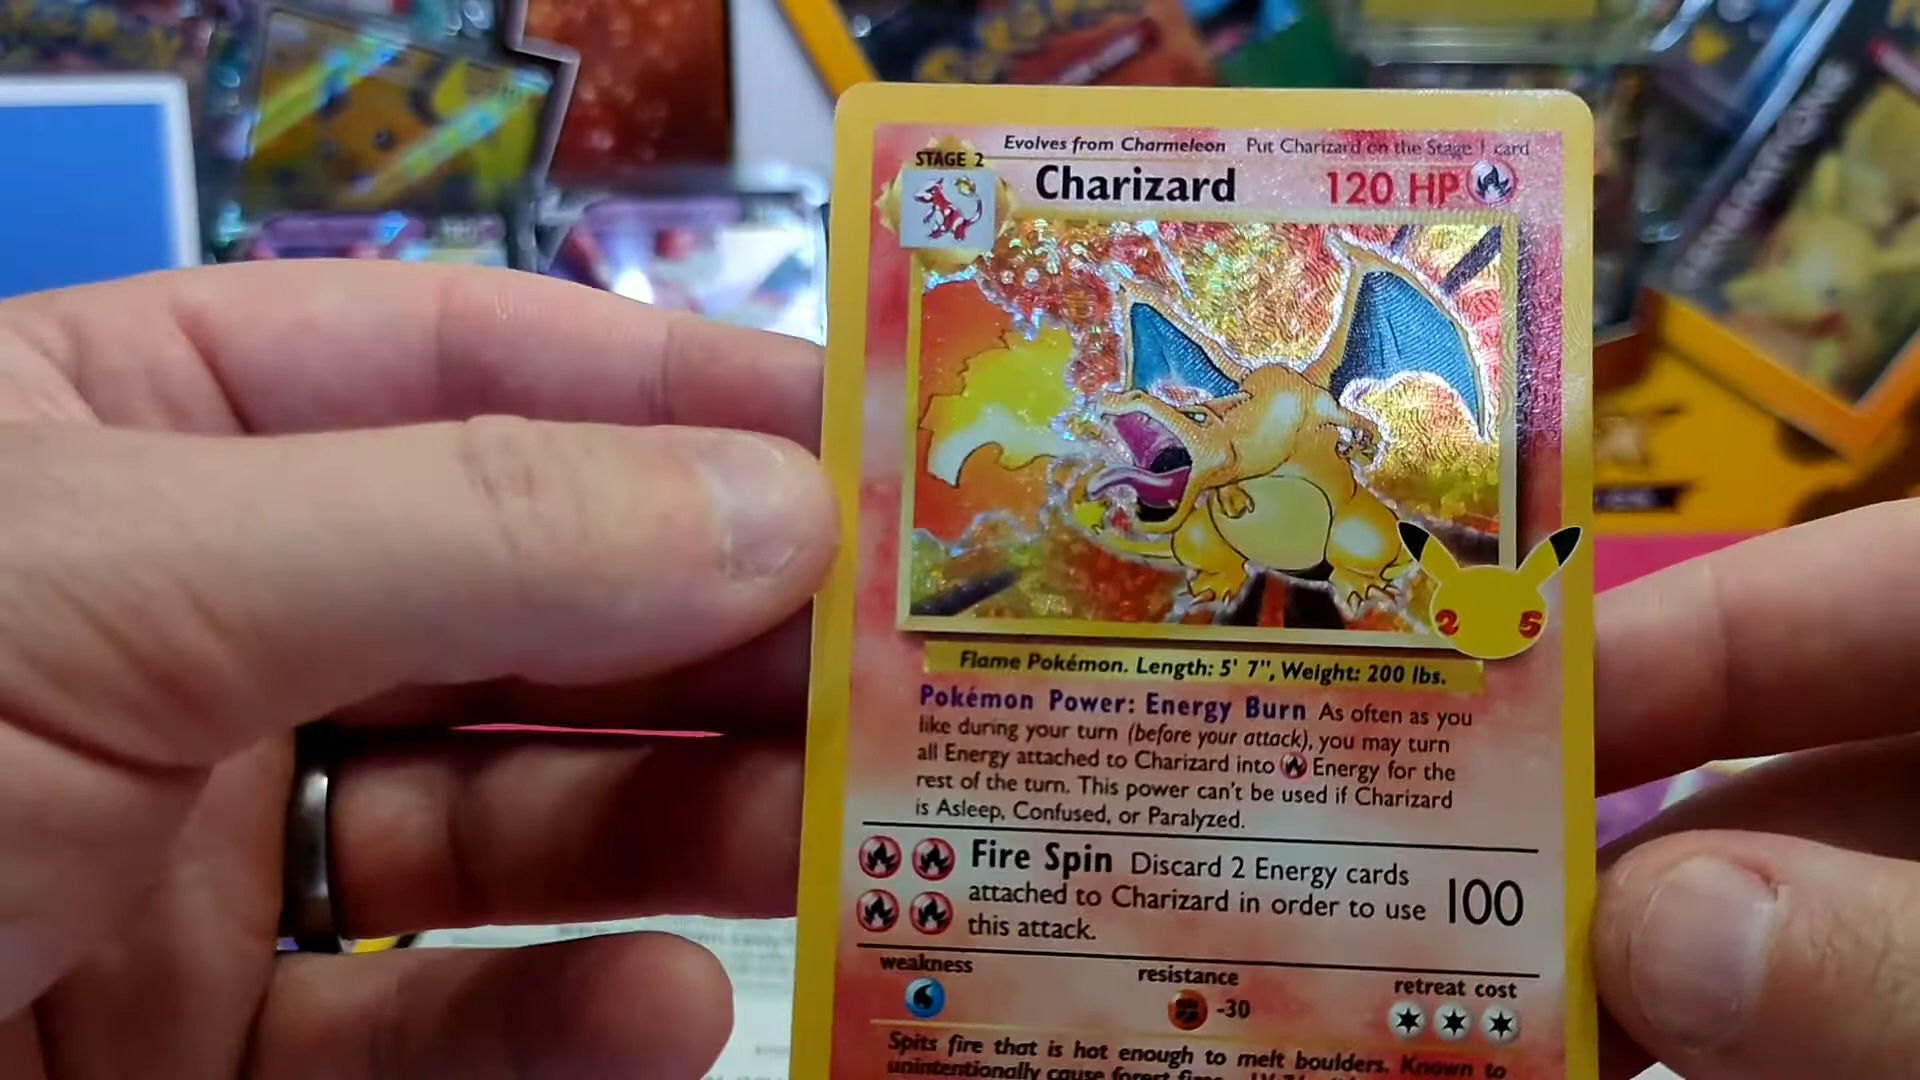 Evolves from Charmeleon Put Charizard on the Stage 1 card
STAGE 2
Charizard 120 HP
2 5
Flame Pokémon. Length: 5' 7", Weight: 200 lbs.
Pokémon Power: Energy Burn As often as you
like during your turn (before your attack), you may turn
all Energy attached to Charizard into Energy for the
rest of the turn. This power can't be used if Charizard
is Asleep, Confused, or Paralyzed.
Fire Spin Discard 2 Energy cards
attached to Charizard in order to use 100
this attack.
weakness resistance retreat cost
-30
Spits fire that is hot enough to melt boulders. Known to
unintentionally cause forest